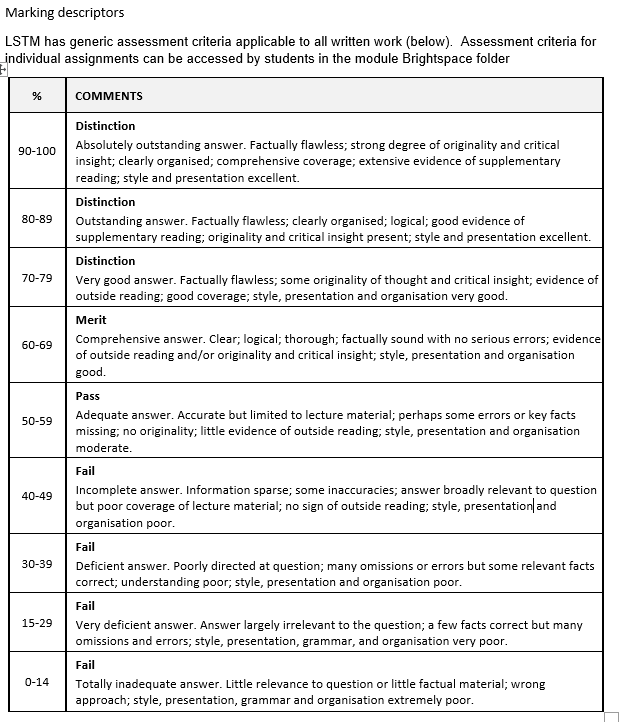 Marking descriptors
LSTM has generic assessment criteria applicable to all written work (below).  Assessment criteria for
individual assignments can be accessed by students in the module Brightspace folder
% COMMENTS
Distinction
90-100 Absolutely outstanding answer. Factually flawless; strong degree of originality and critical
insight; clearly organised; comprehensive coverage; extensive evidence of supplementary
reading; style and presentation excellent.
Distinction
80-89 Outstanding answer. Factually flawless; clearly organised; logical; good evidence of
supplementary reading; originality and critical insight present; style and presentation excellent.
Distinction
70-79 Very good answer. Factually flawless; some originality of thought and critical insight; evidence of
outside reading; good coverage; style, presentation and organisation very good.
Merit
60-69 Comprehensive answer. Clear; logical; thorough; factually sound with no serious errors; evidence
of outside reading and/or originality and critical insight; style, presentation and organisation
good.
Pass
50-59 Adequate answer. Accurate but limited to lecture material; perhaps some errors or key facts
missing; no originality; little evidence of outside reading; style, presentation and organisation
moderate.
Fail
40-49 Incomplete answer. Information sparse; some inaccuracies; answer broadly relevant to question
but poor coverage of lecture material; no sign of outside reading; style, presentation and
organisation poor.
Fail
30-39 Deficient answer. Poorly directed at question; many omissions or errors but some relevant facts
correct; understanding poor; style, presentation and organisation poor.
Fail
15-29 Very deficient answer. Answer largely irrelevant to the question; a few facts correct but many
omissions and errors; style, presentation, grammar, and organisation very poor.
Fail
0-14 Totally inadequate answer. Little relevance to question or little factual material; wrong
approach; style, presentation, grammar and organisation extremely poor.